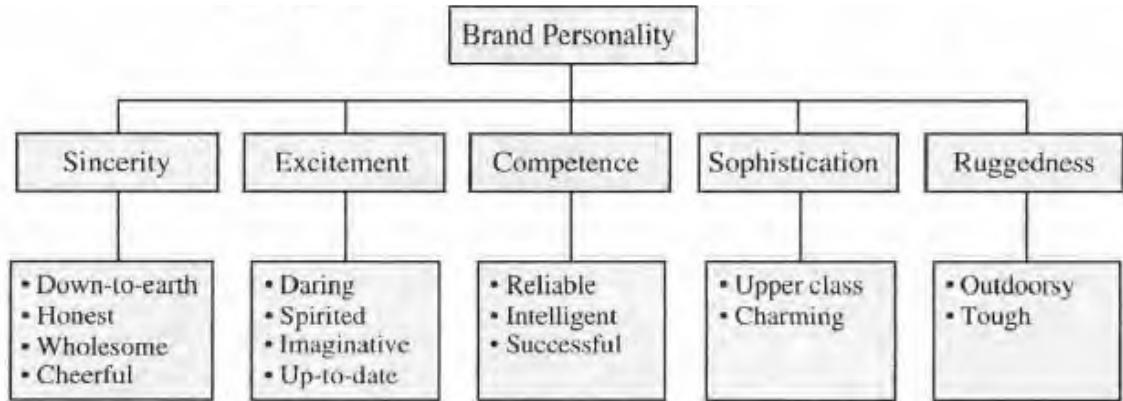 Brand Personality
Sincerity
Excitement
Competence
Sophistication
Ruggedness
• Down-to-earth
• Honest
• Wholesome
• Cheerful
• Daring
• Spirited
• Imaginative
• Up-to-date
• Reliable
• Intelligent
• Successful
• Upper class
• Charming
• Outdoorsy
• Tough